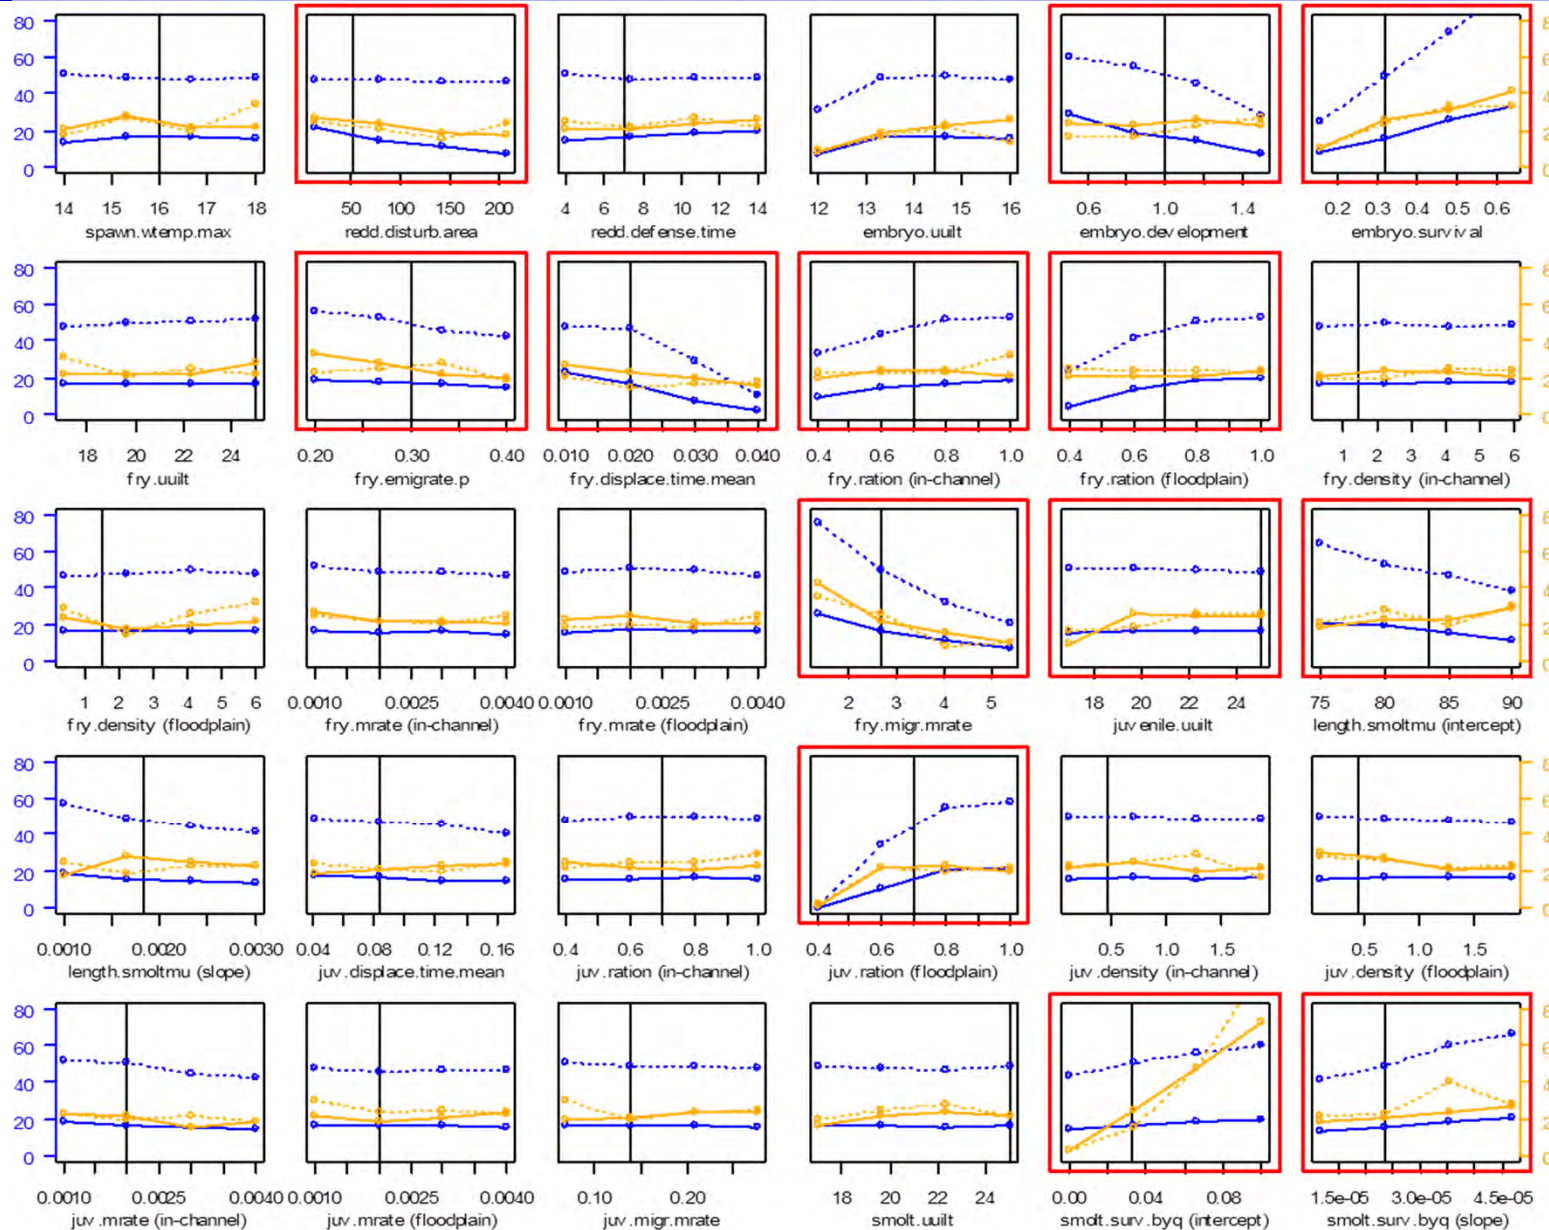 80 60 40 20 0
14 15 16 17 18 50 100 150 200 4 6 8 10 12 14 12 13 14 15 16 0.6 1.0 1.4 0.2 0.3 0.4 0.5 0.6
spawn.wtemp.max redd.disturb.area redd.defense.time embryo.uuilt embryo.development embryo.survival
80 60 40 20 0
18 20 22 24 0.20 0.30 0.40 0.010 0.020 0.030 0.040 0.4 0.6 0.8 1.0 0.4 0.6 0.8 1.0 1 2 3 4 5 6
fry.uuilt fry.emigrate.p fry.displace.time.mean fry.ration (in-channel) fry.ration (floodplain) fry.density (in-channel)
80 60 40 20 0
1 2 3 4 5 6 0.0010 0.0025 0.0040 0.0010 0.0025 0.0040 2 3 4 5 18 20 22 24 75 80 85 90
fry.density (floodplain) fry.mrate (in-channel) fry.mrate (floodplain) fry.migr.mrate juvenile.uuilt length.smoltmu (intercept)
80 60 40 20 0
0.0010 0.0020 0.0030 0.04 0.08 0.12 0.16 0.4 0.6 0.8 1.0 0.4 0.6 0.8 1.0 0.5 1.0 1.5 0.5 1.0 1.5
length.smoltmu (slope) juv.displace.time.mean juv.ration (in-channel) juv.ration (floodplain) juv.density (in-channel) juv.density (floodplain)
80 60 40 20 0
0.0010 0.0025 0.0040 0.0010 0.0025 0.0040 0.10 0.20 18 20 22 24 0.00 0.04 0.08 1.5e-05 3.0e-05 4.5e-05
juv.mrate (in-channel) juv.mrate (floodplain) juv.migr.mrate smolt.uuilt smolt.surv.byq (intercept) smolt.surv.byq (slope)